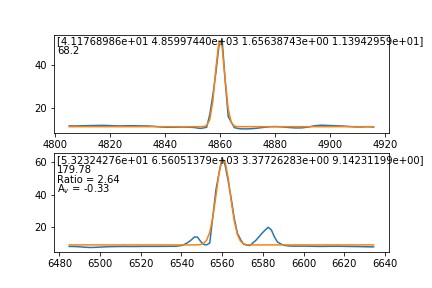 [4.11768986e+01 4.85997440e+03 1.65638743e+00 1.13942959e+01]
68.2
40
20
4800 4820 4840 4860 4880 4900 4920
[5.32324276e+01 6.56051379e+03 3.37726283e+00 9.14231199e+00]
179.78
Ratio = 2.64
Aᵥ = -0.33
60
40
20
6480 6500 6520 6540 6560 6580 6600 6620 6640